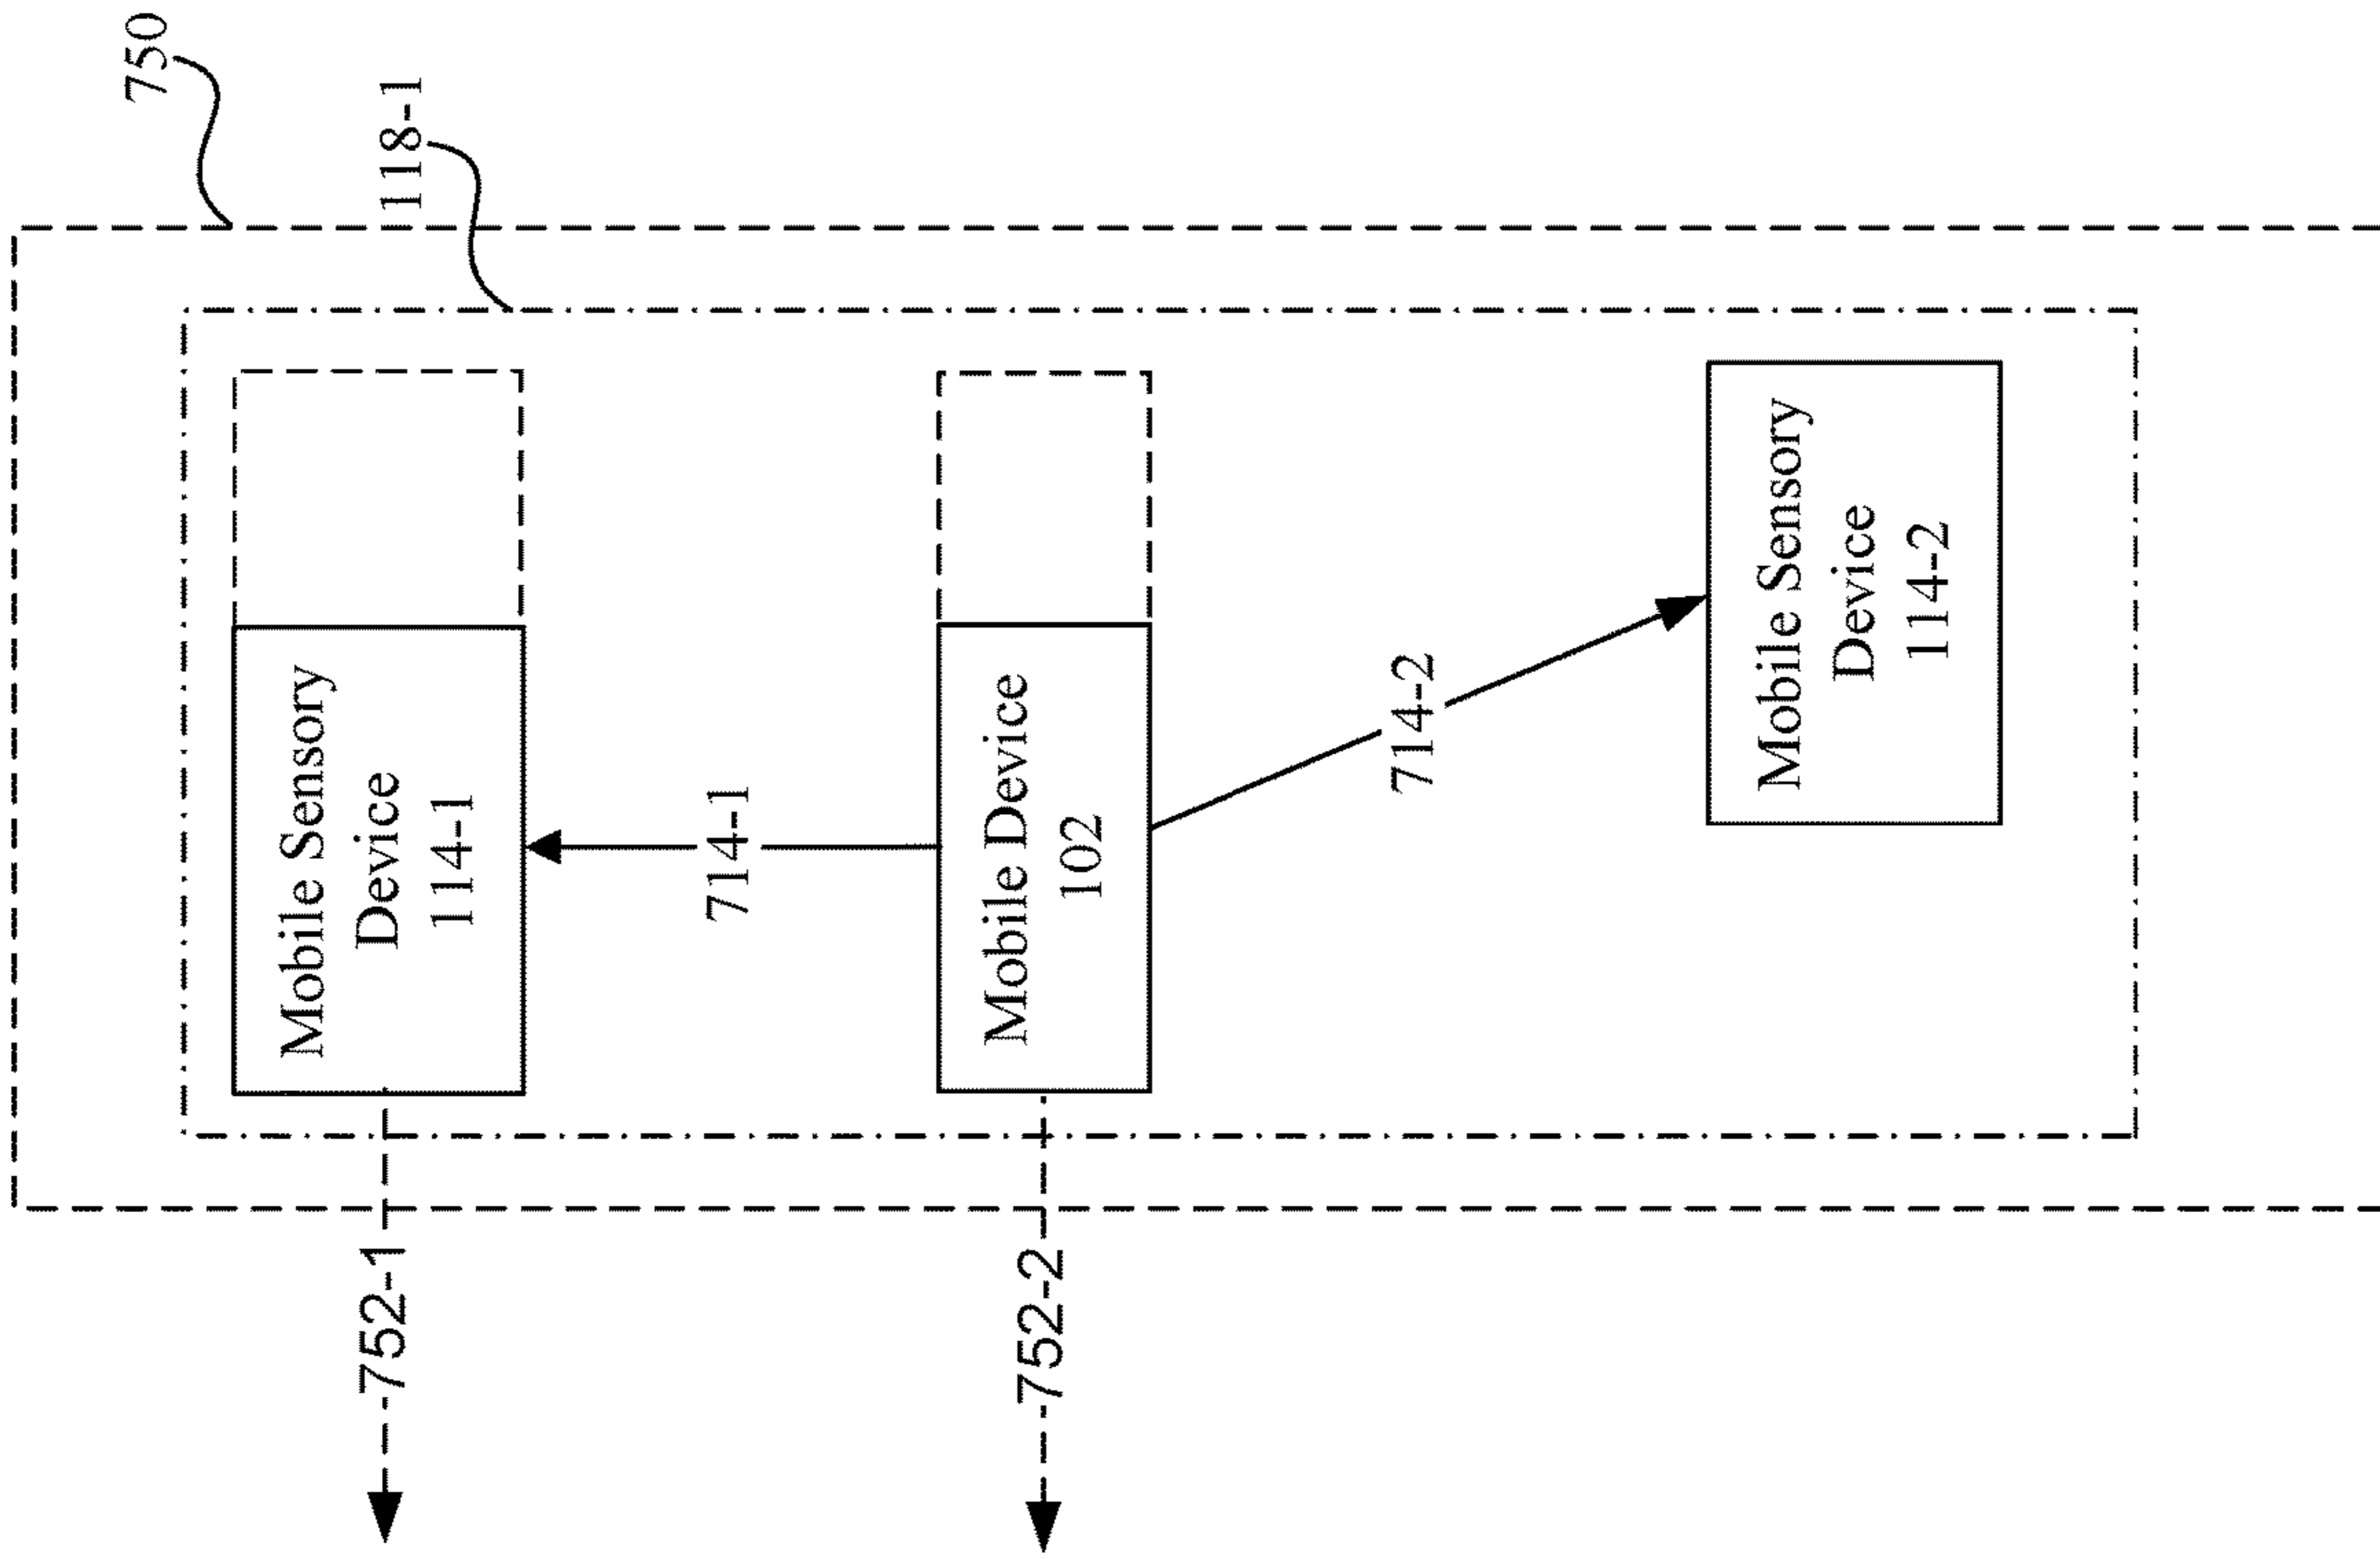 750
118-1
Mobile Sensory
Device
114-1
714-1
Mobile Device
102
714-2
Mobile Sensory
Device
114-2
752-1
752-2